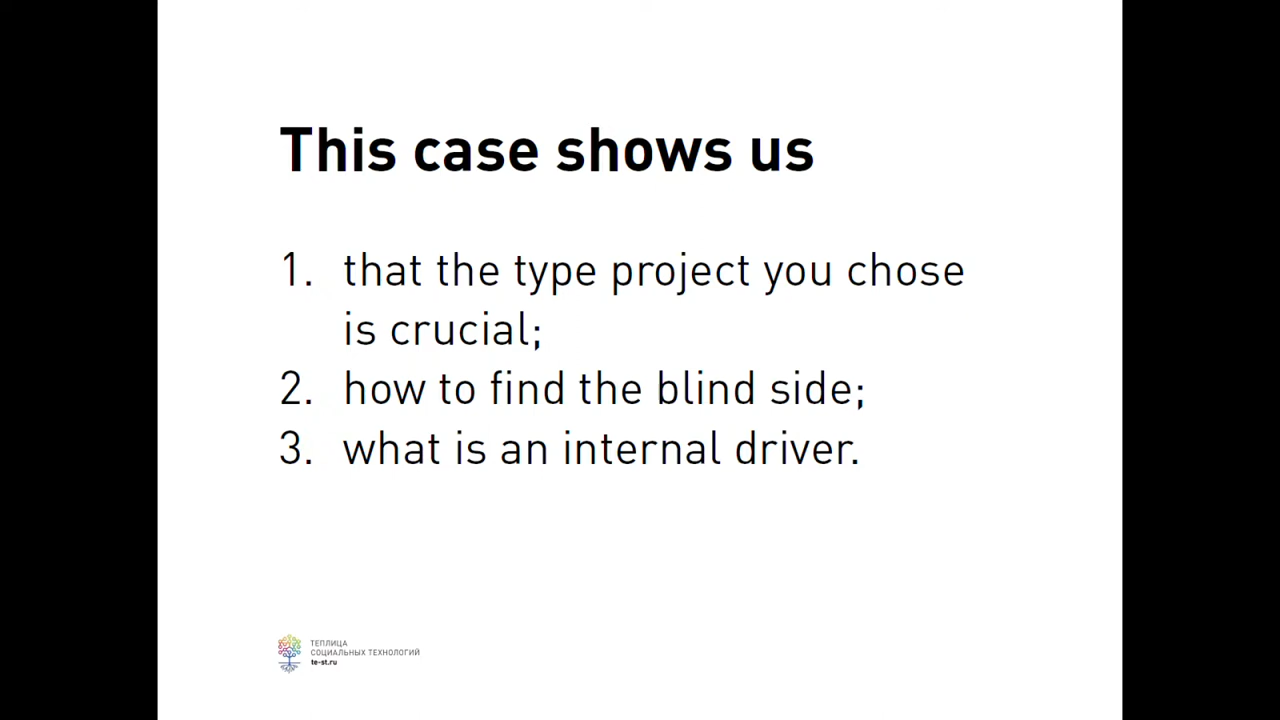 This case shows us
1. that the type project you chose
is crucial;
2. how to find the blind side;
3. what is an internal driver.
ТЕПЛИЦА
СОЦИАЛЬНЫХ ТЕХНОЛОГИЙ
te-st.ru